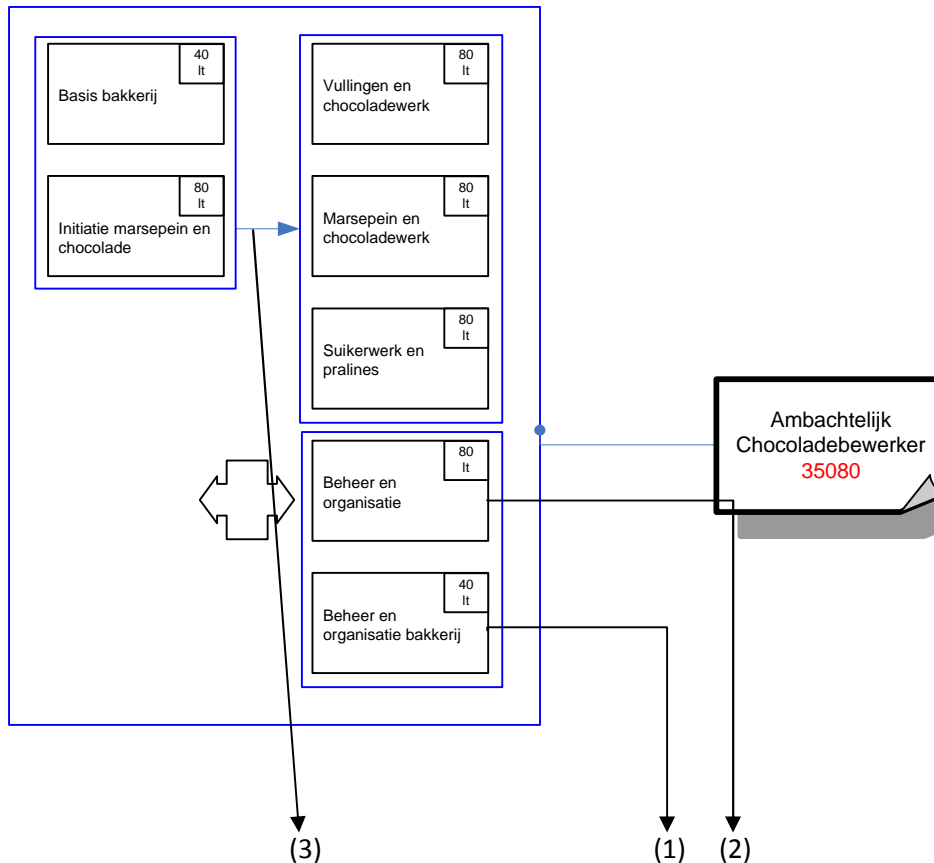 40
lt
Basis bakkerij
80
lt
Initiatie marsepein en
chocolade
80
lt
Vullingen en
chocoladewerk
80
lt
Marsepein en
chocoladewerk
80
lt
Suikerwerk en
pralines
80
lt
Beheer en
organisatie
40
lt
Beheer en
organisatie bakkerij
Ambachtelijk
Chocoladebewerker
35080
(3)
(1)
(2)